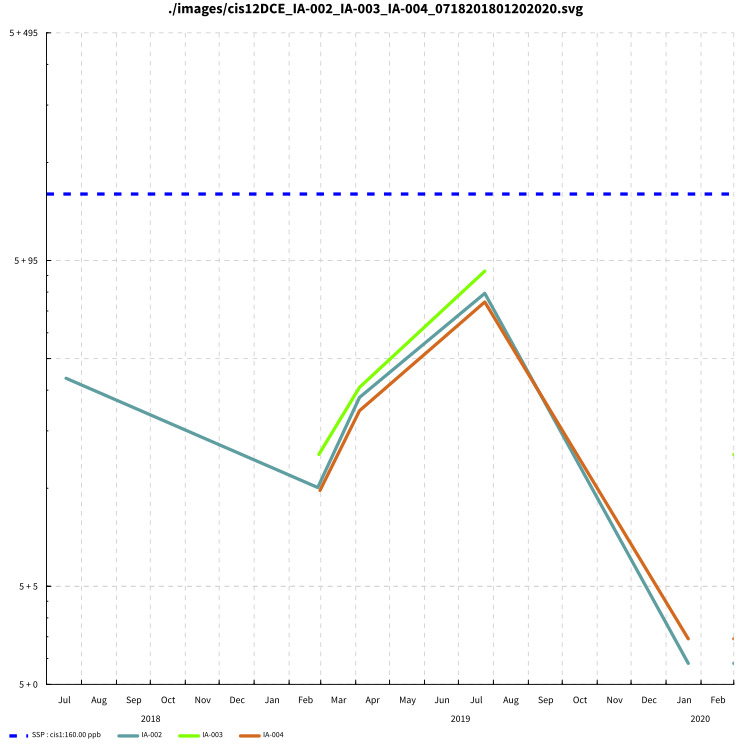 ./images/cis12DCE_IA-002_IA-003_IA-004_0718201801202020.svg
5 + 495
5 + 95
5 + 5
5 + 0
Jul Aug Sep Oct Nov Dec Jan Feb Mar Apr May Jun Jul Aug Sep Oct Nov Dec Jan Feb
2018 2019 2020
SSP : cis1:160.00 ppb IA-002 IA-003 IA-004